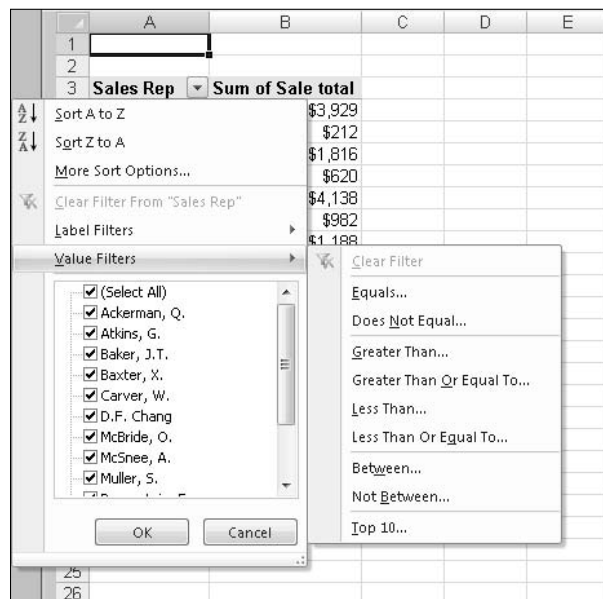 A B C D E
1
2
3 Sales Rep Sum of Sale total
Sort A to Z $3,929
Sort Z to A $212
$1,816
More Sort Options...
$620
Clear Filter From "Sales Rep" $4,138
$982
Label Filters
$1,188
Value Filters
(Select All)
Ackerman, Q.
Atkins, G.
Baker, J.T.
Baxter, X.
Carver, W.
D.F. Chang
McBride, O.
McSnee, A.
Muller, S.
OK Cancel
Clear Filter
Equals...
Does Not Equal...
Greater Than...
Greater Than Or Equal To...
Less Than...
Less Than Or Equal To...
Between...
Not Between...
Top 10...
25
26